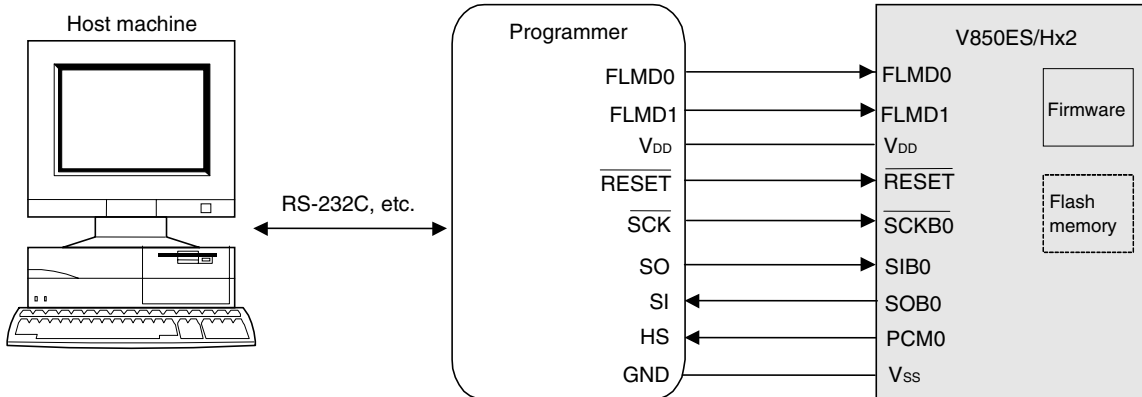 Host machine
RS-232C, etc.
Programmer
FLMD0
FLMD1
VDD
RESET
SCK
SO
SI
HS
GND
V850ES/Hx2
FLMD0
FLMD1
VDD
RESET
SCKB0
SIB0
SOB0
PCM0
VSS
Firmware
Flash
memory